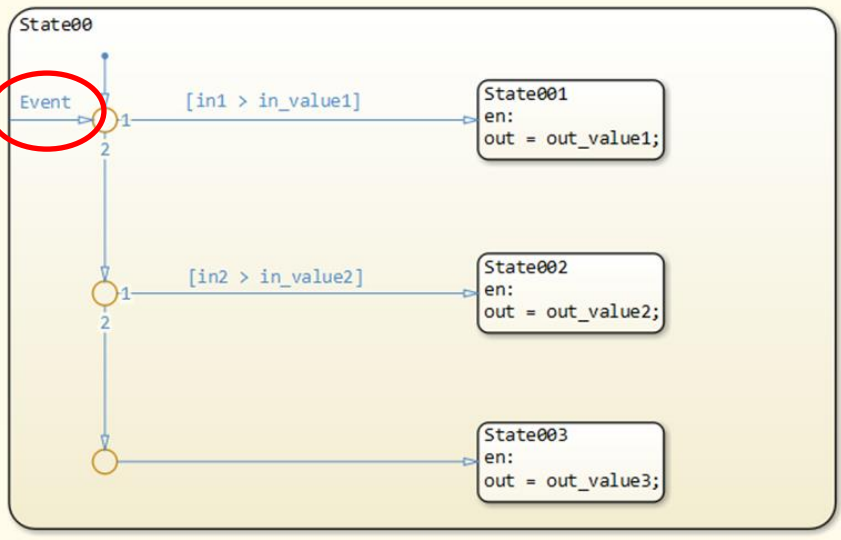 State00
Event
[in1 > in_value1]
State001
en:
out = out_value1;
1
2
[in2 > in_value2]
State002
en:
out = out_value2;
1
2
State003
en:
out = out_value3;